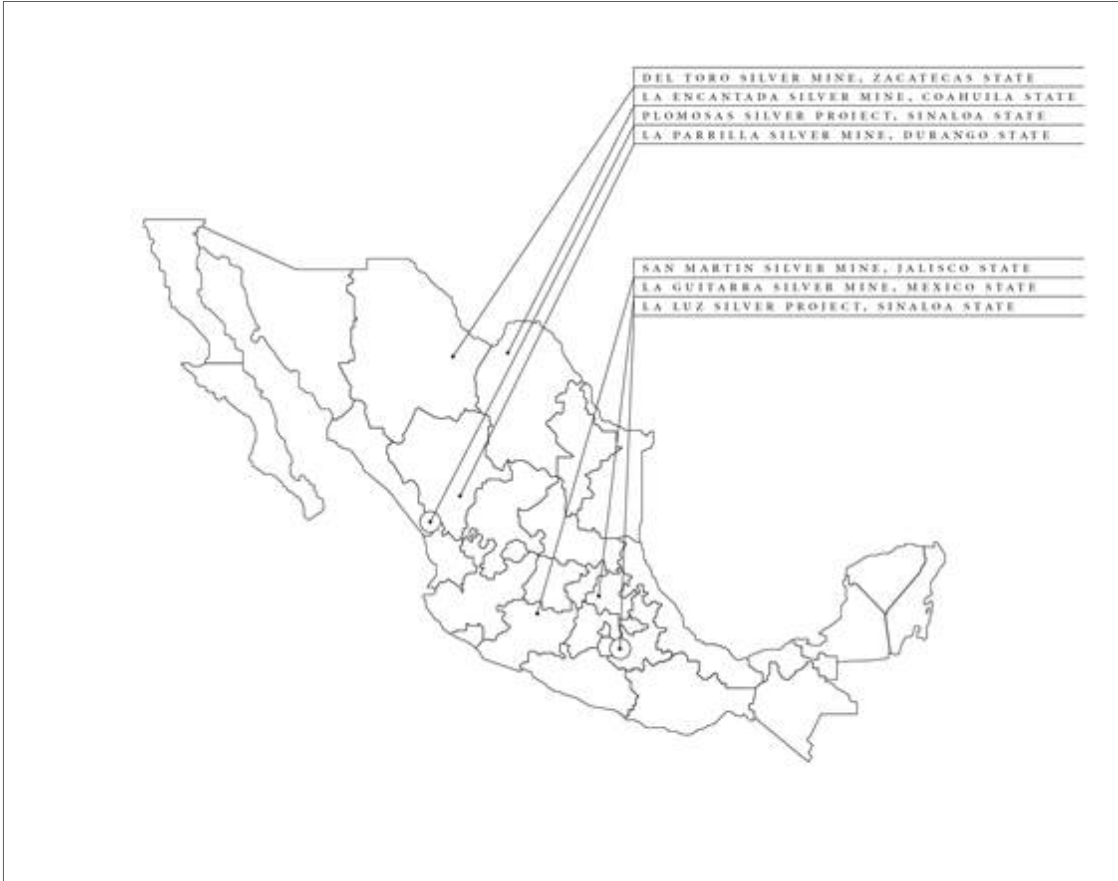 DEL TORO SILVER MINE, ZACATECAS STATE
LA ENCANTADA SILVER MINE, COAHUILA STATE
PLOMOSAS SILVER PROJECT, SINALOA STATE
LA PARRILLA SILVER MINE, DURANGO STATE
SAN MARTIN SILVER MINE, JALISCO STATE
LA GUITARRA SILVER MINE, MEXICO STATE
LA LUZ SILVER PROJECT, SINALOA STATE